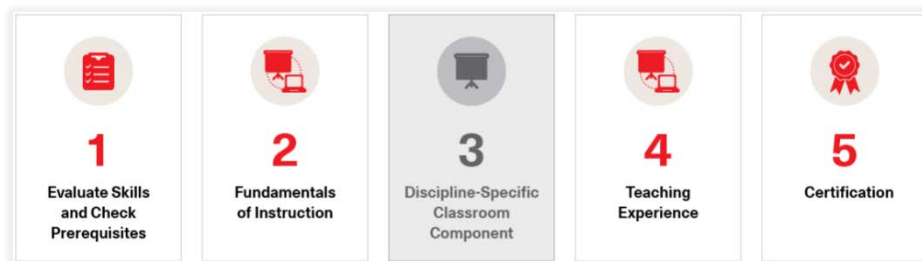 1
Evaluate Skills
and Check
Prerequisites
2
Fundamentals
of Instruction
3
Discipline-Specific
Classroom
Component
4
Teaching
Experience
5
Certification